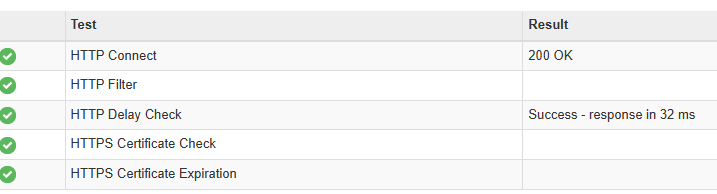 Test Result
HTTP Connect 200 OK
HTTP Filter
HTTP Delay Check Success - response in 32 ms
HTTPS Certificate Check
HTTPS Certificate Expiration